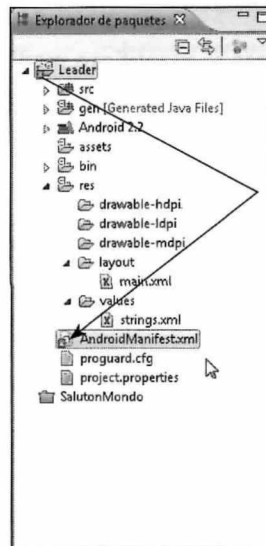 Explorador de paquetes
Leader
src
gen [Generated Java Files]
Android 2.2
assets
bin
res
drawable-hdpi
drawable-ldpi
drawable-mdpi
layout
main.xml
values
strings.xml
AndroidManifest.xml
proguard.cfg
project.properties
SalutonMondo